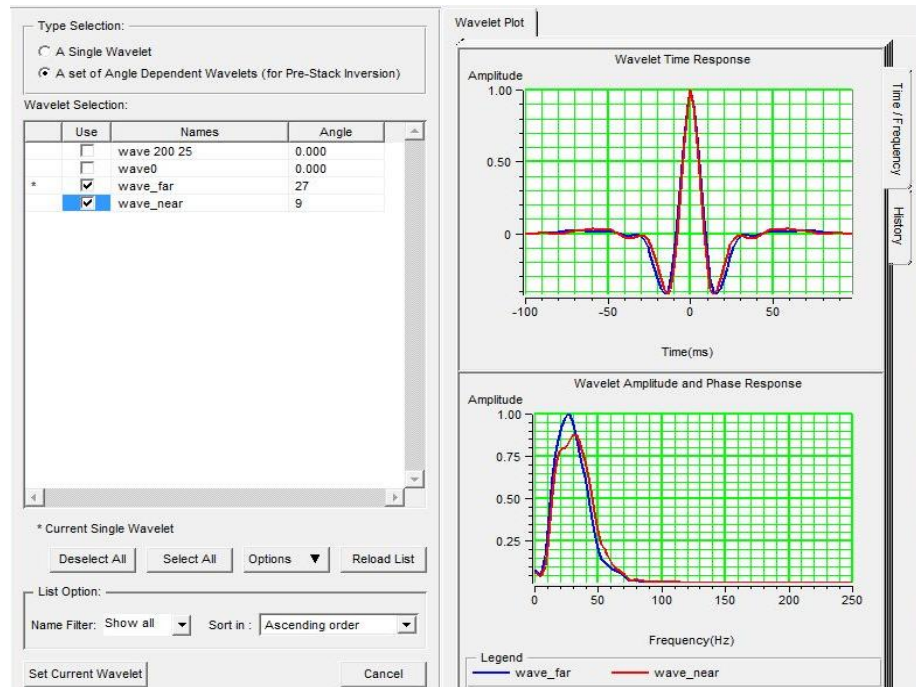 Type Selection:
A Single Wavelet
A set of Angle Dependent Wavelets (for Pre-Stack Inversion)
Wavelet Selection:
Use Names Angle
wave 200 25 0.000
wave0 0.000
* wave_far 27
wave_near 9
* Current Single Wavelet
Deselect All Select All Options ▼ Reload List
List Option:
Name Filter: Show all Sort in : Ascending order
Set Current Wavelet Cancel
Wavelet Plot
Wavelet Time Response
Amplitude
1.00
0.50
0
-100 -50 0 50
Time(ms)
Wavelet Amplitude and Phase Response
Amplitude
1.00
0.75
0.50
0.25
0 50 100 150 200 250
Frequency(Hz)
Legend
wave_far wave_near
Time / Frequency
History